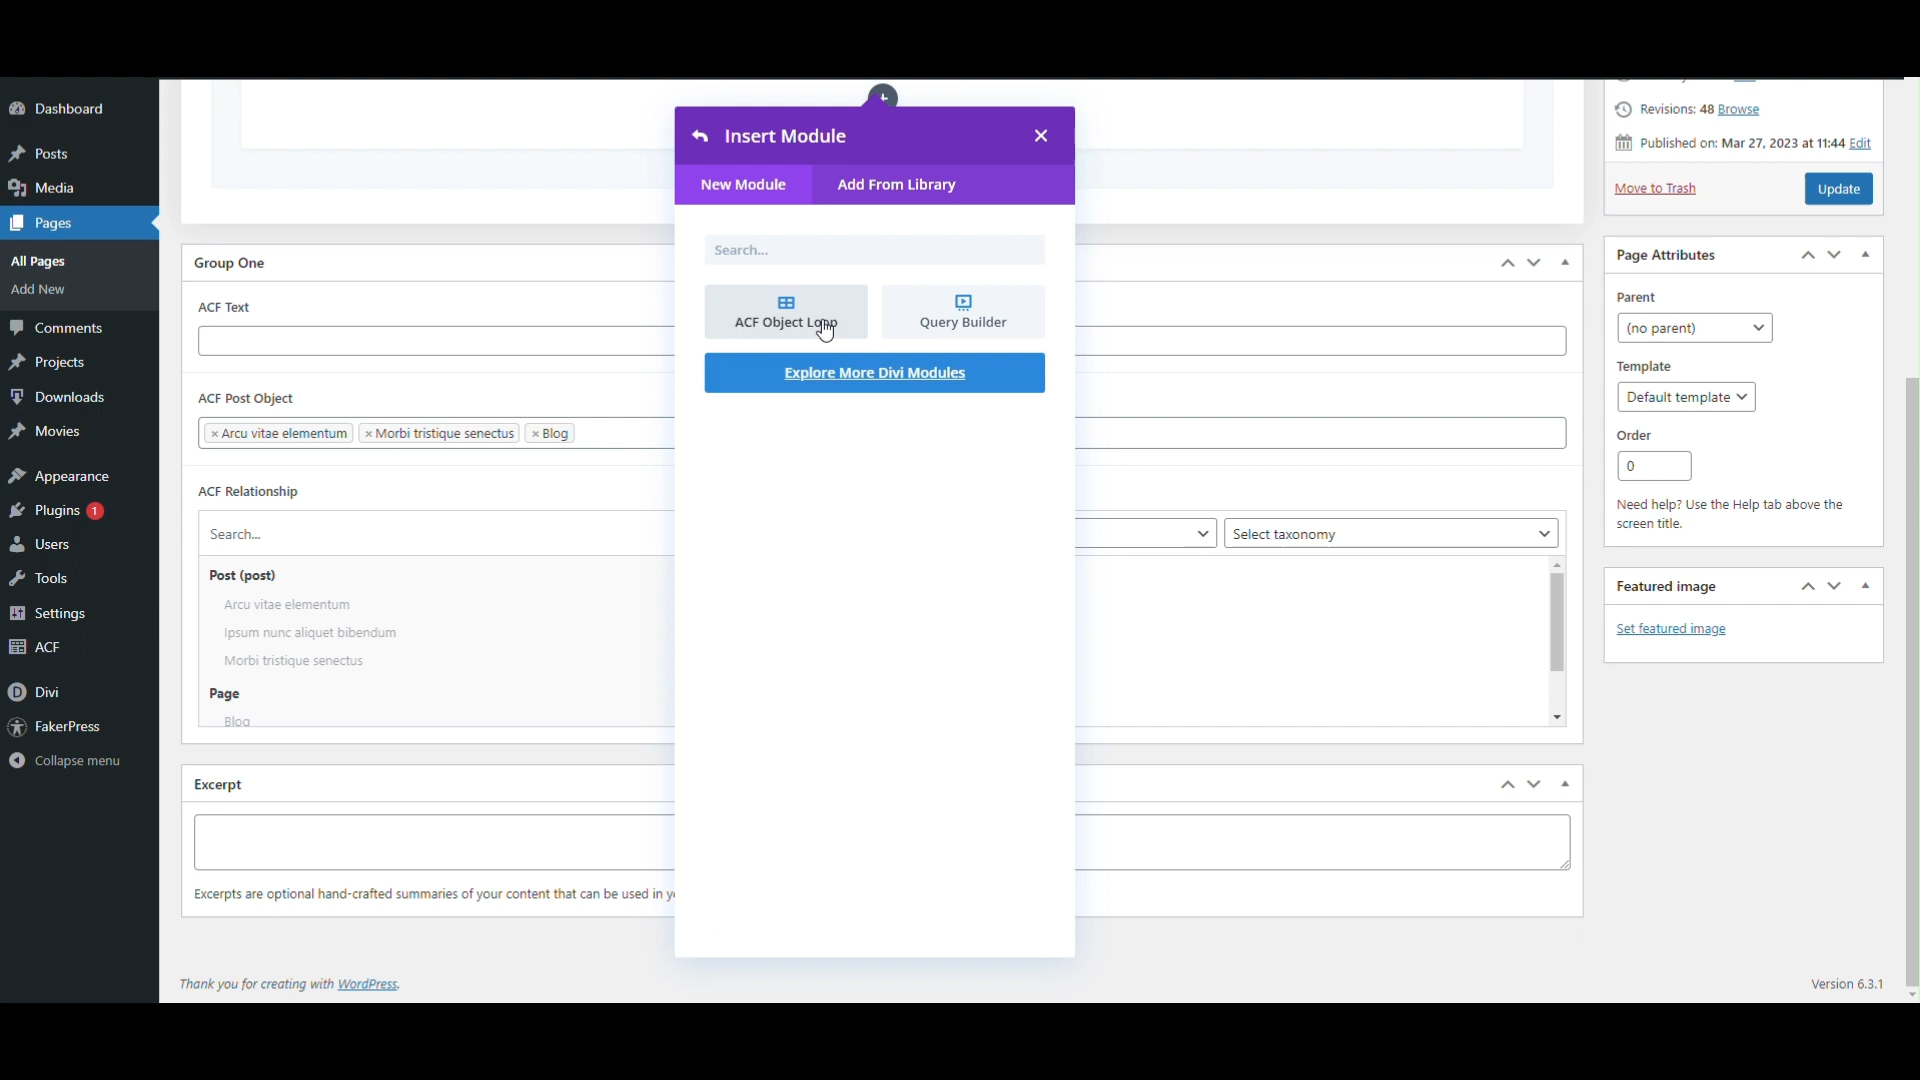 Dashboard
Posts
Media
Pages
All Pages
Add New
Comments
Projects
Downloads
Movies
Appearance
Plugins 1
Users
Tools
Settings
ACF
Divi
FakerPress
Collapse menu
Insert Module
New Module
Add From Library
Search...
ACF Object Loop
Query Builder
Explore More Divi Modules
Group One
ACF Text
ACF Post Object
× Arcu vitae elementum
× Morbi tristique senectus
× Blog
ACF Relationship
Search...
Select taxonomy
Post (post)
Arcu vitae elementum
Ipsum nunc aliquet bibendum
Morbi tristique senectus
Page
Blog
Excerpt
Excerpts are optional hand-crafted summaries of your content that can be used in
Thank you for creating with WordPress.
Revisions: 48 Browse
Published on: Mar 27, 2023 at 11:44 Edit
Move to Trash
Update
Page Attributes
Parent
(no parent)
Template
Default template
Order
0
Need help? Use the Help tab above the
screen title.
Featured image
Set featured image
Version 6.3.1